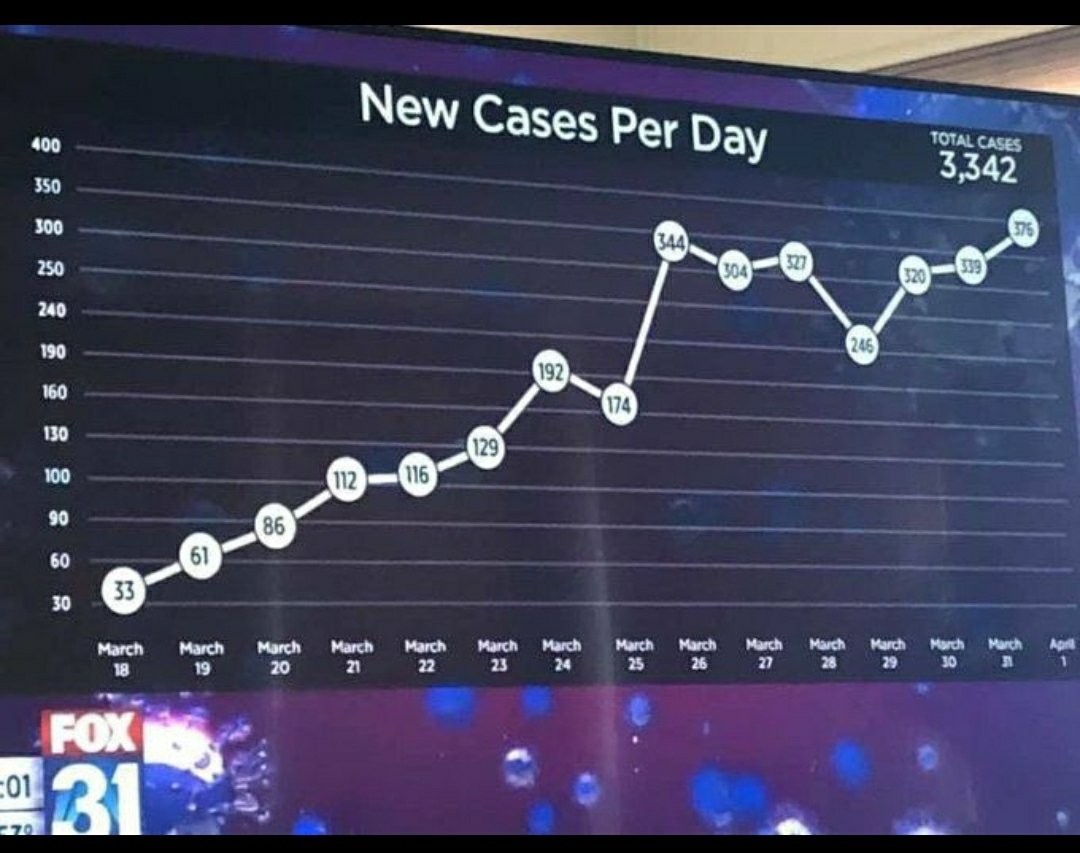 New Cases Per Day
TOTAL CASES
3,342
400
350
300
250
240
190
160
130
100
90
60
30
33
61
86
112
116
129
192
174
344
304
327
246
320
339
376
March 18
March 19
March 20
March 21
March 22
March 23
March 24
March 25
March 26
March 27
March 28
March 29
March 30
March 31
April 1
FOX
31
:01